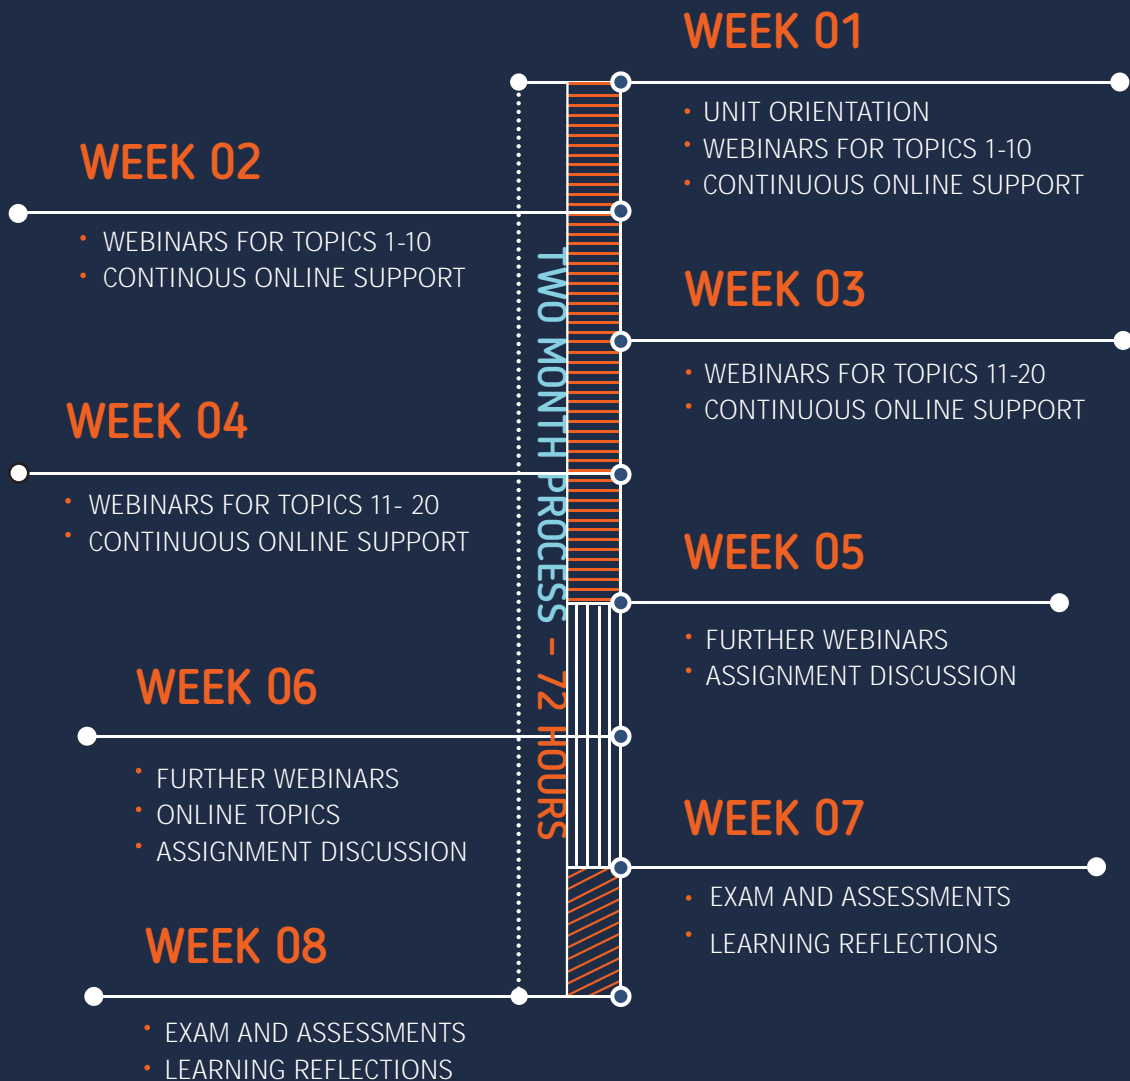 WEEK 01
• UNIT ORIENTATION
• WEBINARS FOR TOPICS 1-10
• CONTINUOUS ONLINE SUPPORT
WEEK 02
• WEBINARS FOR TOPICS 1-10
• CONTINOUS ONLINE SUPPORT
WEEK 03
• WEBINARS FOR TOPICS 11-20
• CONTINUOUS ONLINE SUPPORT
WEEK 04
• WEBINARS FOR TOPICS 11- 20
• CONTINUOUS ONLINE SUPPORT
WEEK 05
• FURTHER WEBINARS
• ASSIGNMENT DISCUSSION
WEEK 06
• FURTHER WEBINARS
• ONLINE TOPICS
• ASSIGNMENT DISCUSSION
WEEK 07
• EXAM AND ASSESSMENTS
• LEARNING REFLECTIONS
WEEK 08
• EXAM AND ASSESSMENTS
• LEARNING REFLECTIONS
TWO MONTH PROCESS – 72 HOURS